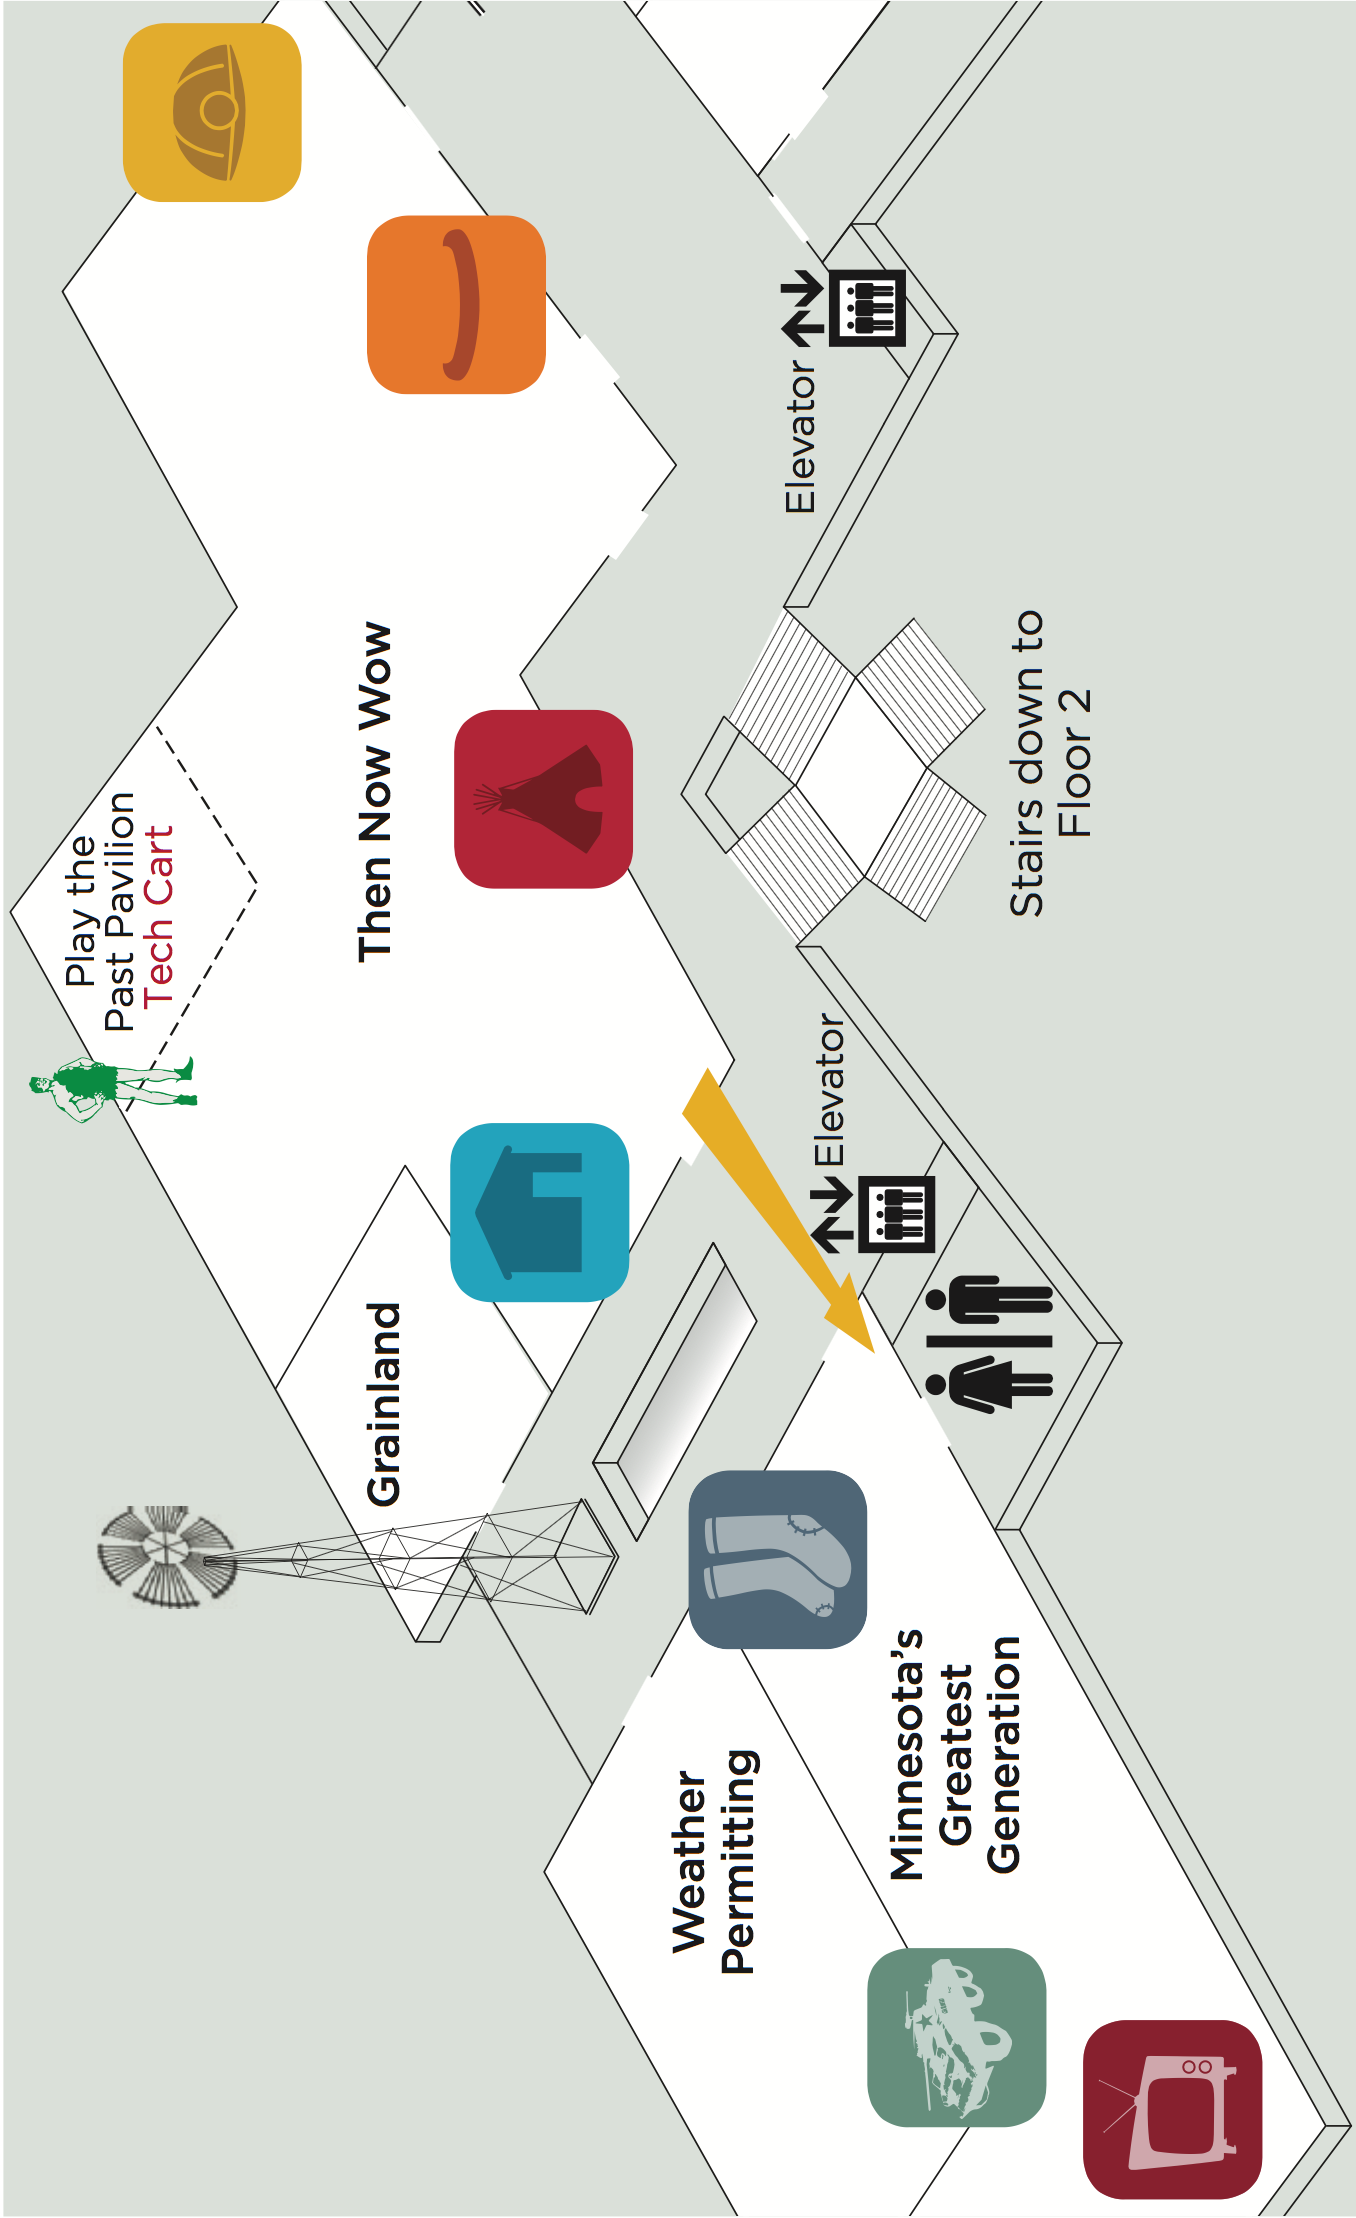 Play the
Past Pavilion
Tech Cart
Then Now Wow
Grainland
Elevator
Stairs down to
Floor 2
Elevator
Weather
Permitting
Minnesota’s
Greatest
Generation